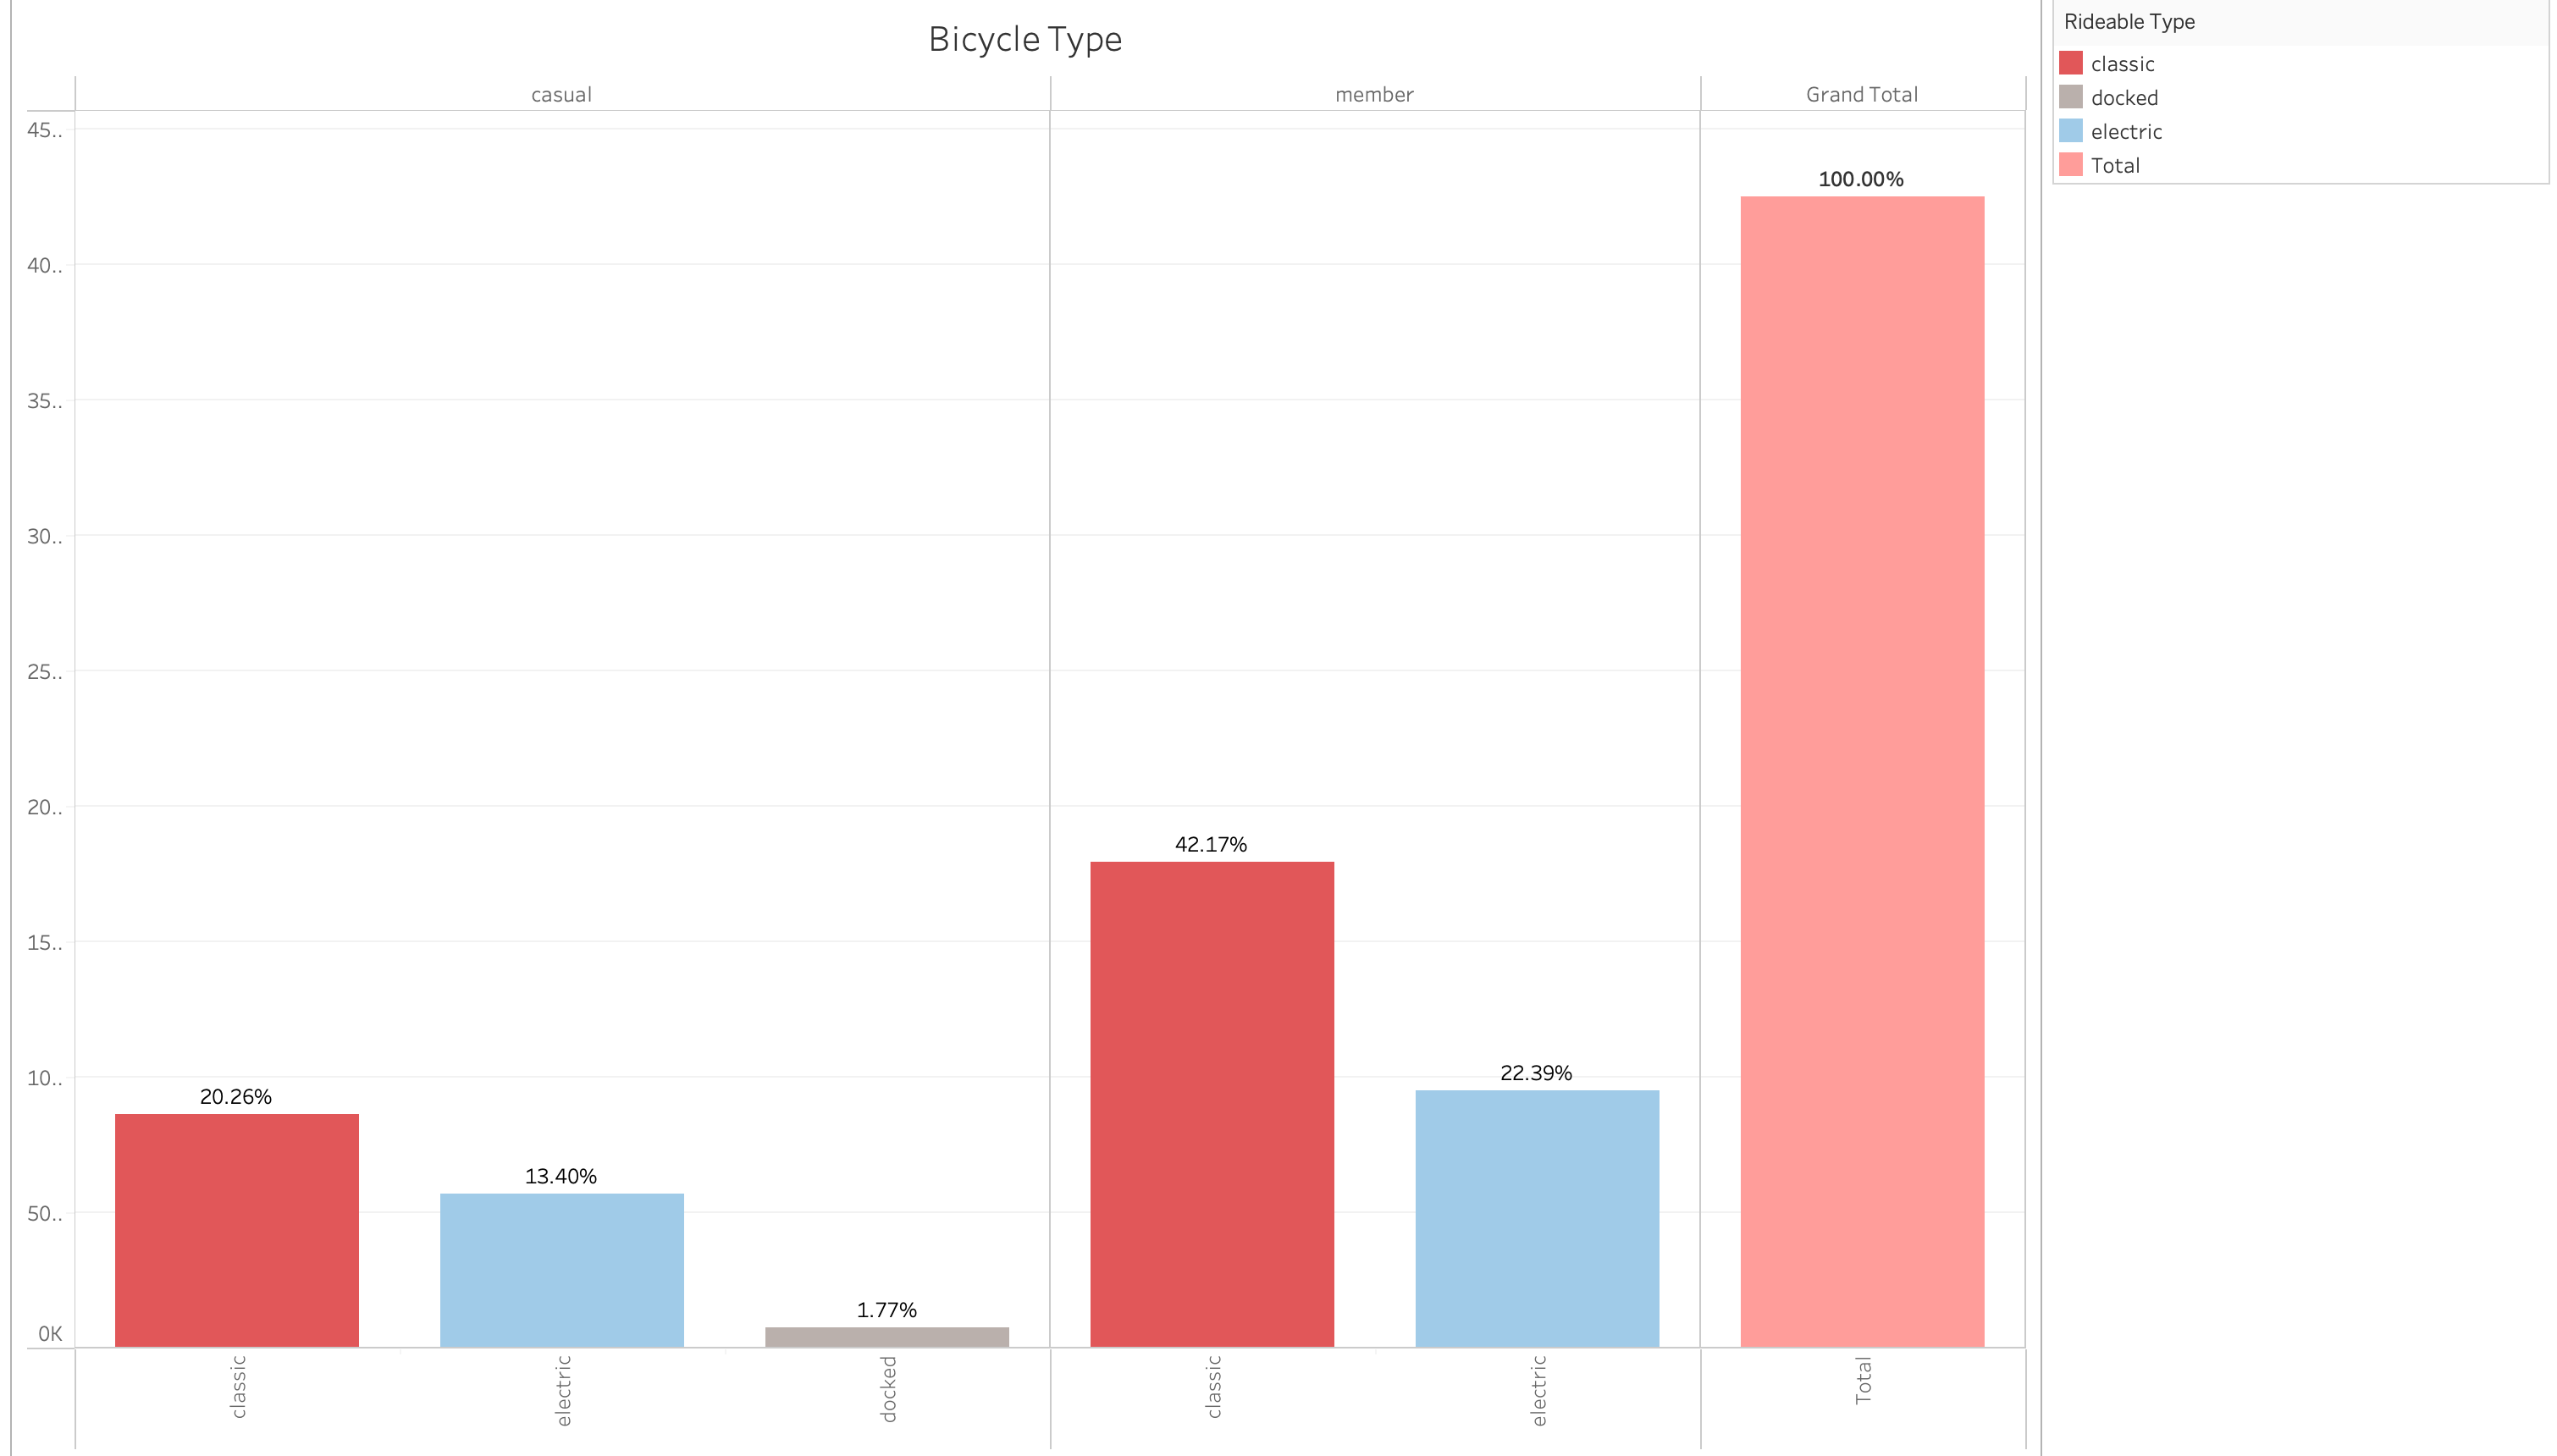 Bicycle Type
Rideable Type
classic
docked
electric
Total
casual member Grand Total
45..
40..
35..
30..
25..
20..
15..
10..
50..
0K
20.26%
13.40%
1.77%
42.17%
22.39%
100.00%
classic
electric
docked
classic
electric
Total